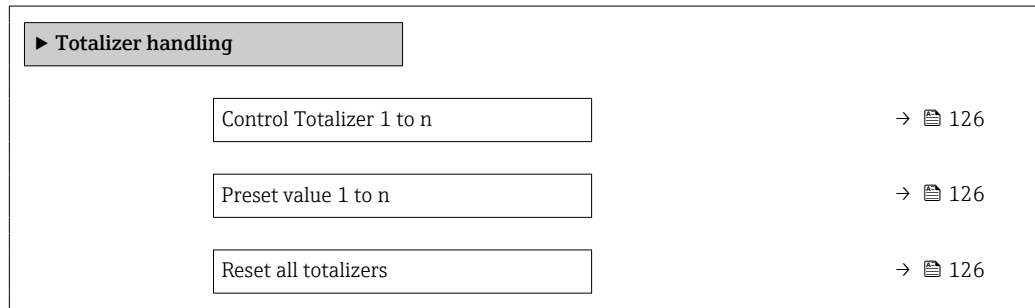 ▶ Totalizer handling
Control Totalizer 1 to n → 126
Preset value 1 to n → 126
Reset all totalizers → 126